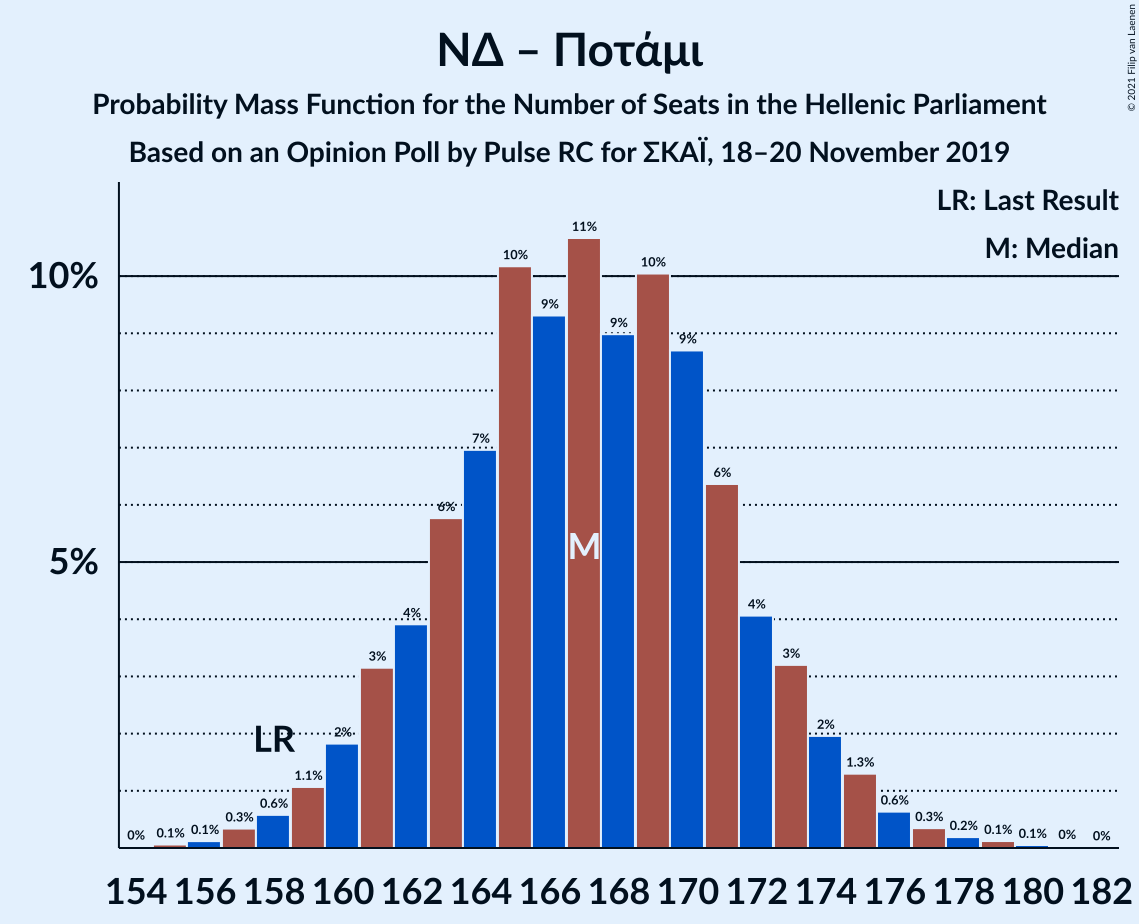 ΝΔ – Ποτάμι
Probability Mass Function for the Number of Seats in the Hellenic Parliament
Based on an Opinion Poll by Pulse RC for ΣΚΑΪ, 18–20 November 2019
© 2021 Filip van Laenen
LR: Last Result
M: Median
10%
5%
0% 0.1% 0.1% 0.3% 0.6% 1.1% 2% 3% 4% 6% 7% 10% 9% 11% 9% 10% 9% 6% 4% 3% 2% 1.3% 0.6% 0.3% 0.2% 0.1% 0.1% 0% 0%
LR
M
154 156 158 160 162 164 166 168 170 172 174 176 178 180 182